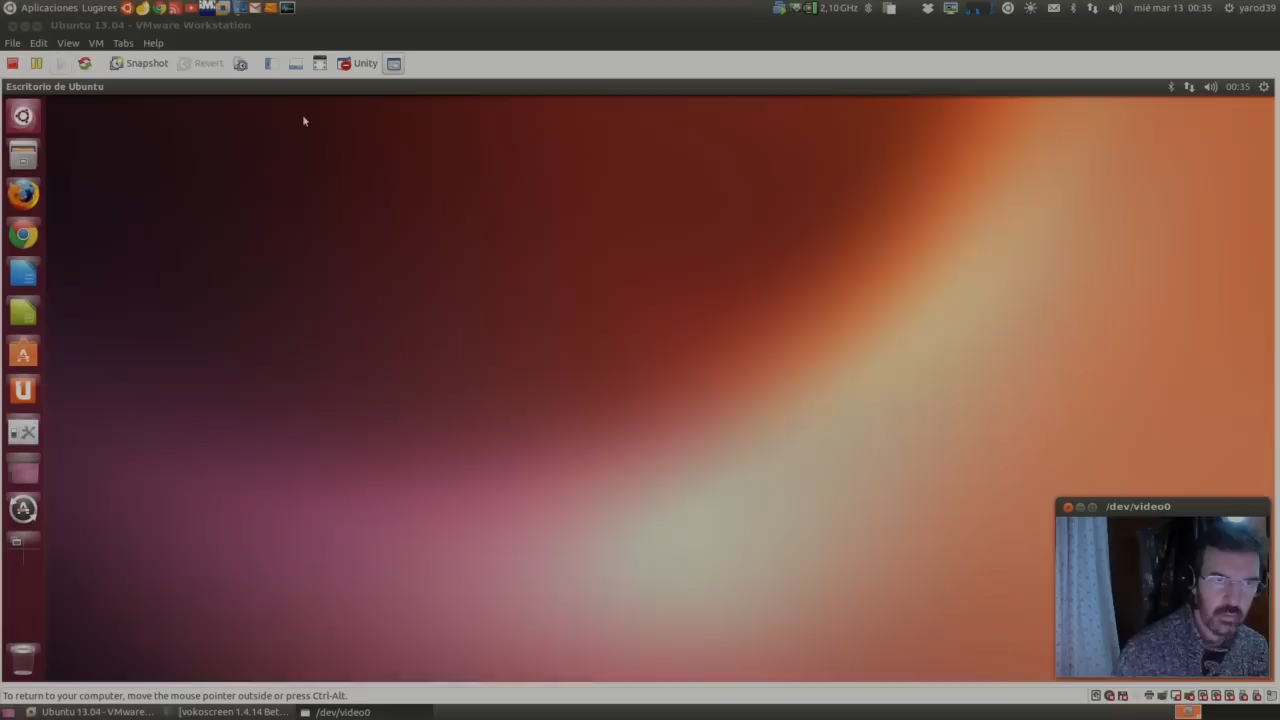 Aplicaciones Lugares
2,10GHz
mié mar 13 00:35
yarod39
Ubuntu 13.04 - VMware Workstation
File Edit View VM Tabs Help
Snapshot Revert Unity
Escritorio de Ubuntu
00:35
/dev/video0
To return to your computer, move the mouse pointer outside or press Ctrl-Alt.
Ubuntu 13.04 - VMware... [vokoscreen 1.4.14 Bet... /dev/video0